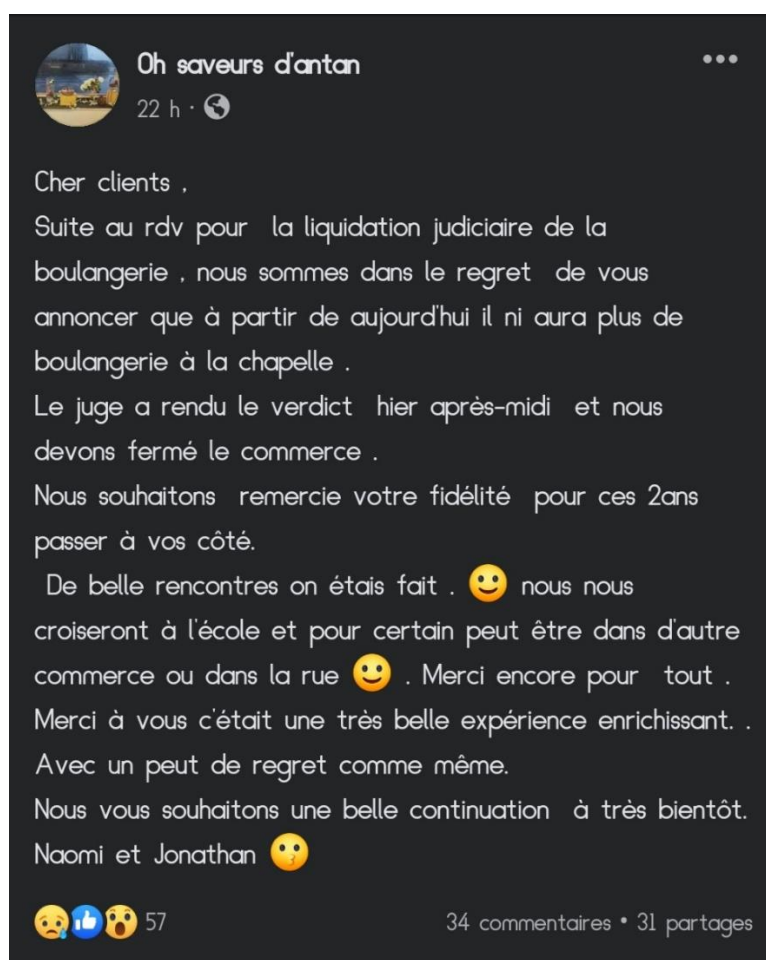 Oh saveurs d'antan
22 h ·
Cher clients ,
Suite au rdv pour la liquidation judiciaire de la
boulangerie , nous sommes dans le regret de vous
annoncer que à partir de aujourd'hui il ni aura plus de
boulangerie à la chapelle .
Le juge a rendu le verdict hier après-midi et nous
devons fermé le commerce .
Nous souhaitons remercie votre fidélité pour ces 2ans
passer à vos côté.
De belle rencontres on étais fait . 🙂 nous nous
croiseront à l'école et pour certain peut être dans d'autre
commerce ou dans la rue 🙂 . Merci encore pour tout .
Merci à vous c'était une très belle expérience enrichissant. .
Avec un peut de regret comme même.
Nous vous souhaitons une belle continuation à très bientôt.
Naomi et Jonathan 😗
57
34 commentaires • 31 partages